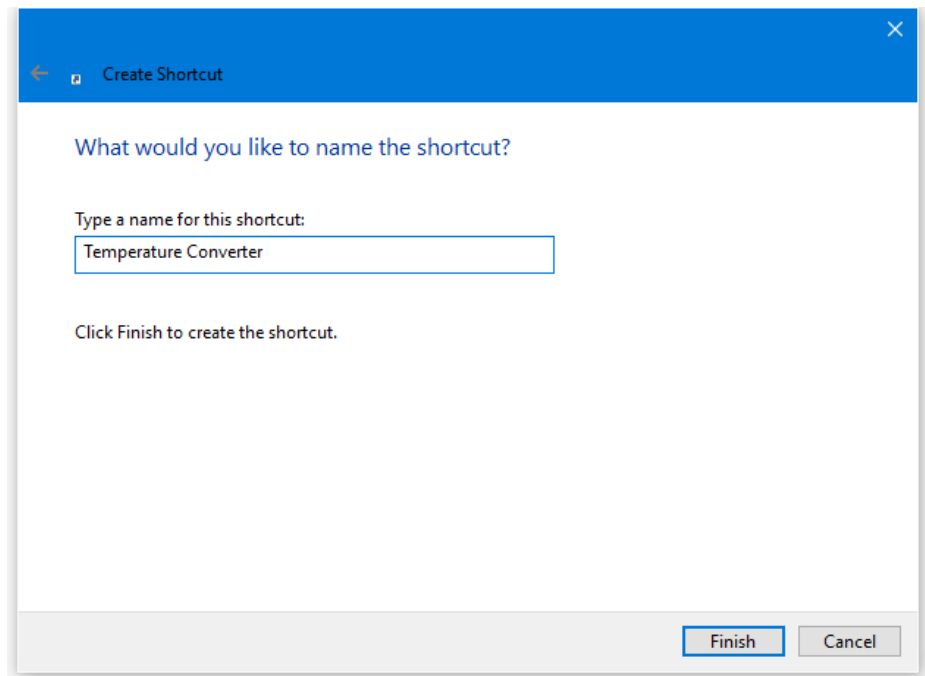 Create Shortcut
What would you like to name the shortcut?
Type a name for this shortcut:
Temperature Converter
Click Finish to create the shortcut.
Finish Cancel